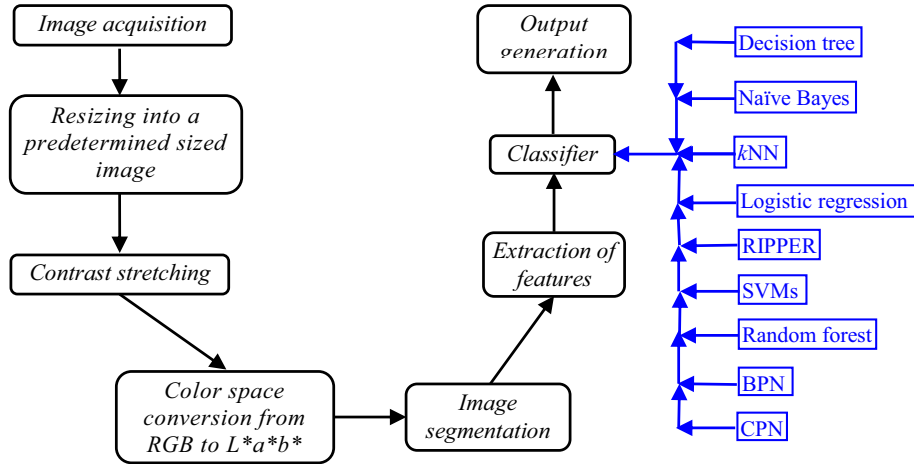 Image acquisition
Resizing into a
predetermined sized
image
Contrast stretching
Color space
conversion from
RGB to L*a*b*
Image
segmentation
Extraction of
features
Classifier
Output
generation
Decision tree
Naïve Bayes
kNN
Logistic regression
RIPPER
SVMs
Random forest
BPN
CPN